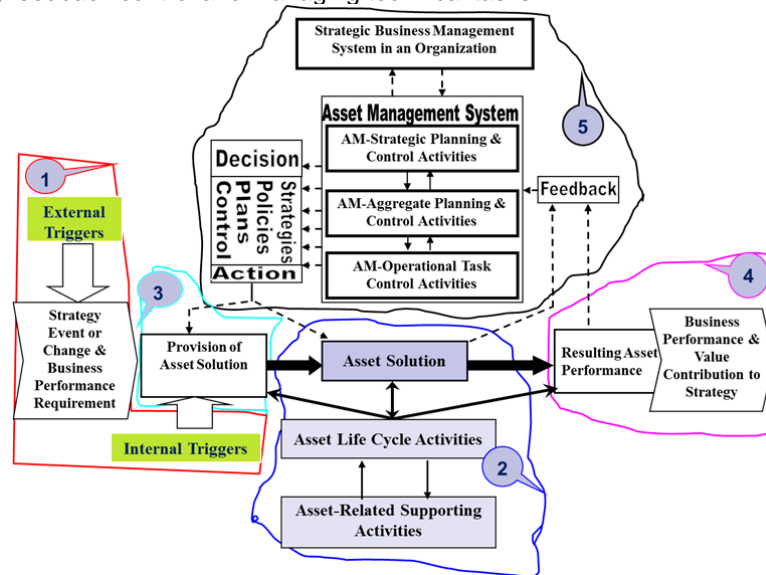 Strategic Business Management
System in an Organization
5
Asset Management System
AM-Strategic Planning &
Control Activities
AM-Aggregate Planning &
Control Activities
AM-Operational Task
Control Activities
Decision
Strategies
Policies
Plans
Control
Action
Feedback
1
External
Triggers
3
Strategy
Event or
Change &
Business
Performance
Requirement
Provision of
Asset Solution
Internal Triggers
Asset Solution
Asset Life Cycle Activities
2
Asset-Related Supporting
Activities
4
Resulting Asset
Performance
Business
Performance &
Value
Contribution to
Strategy